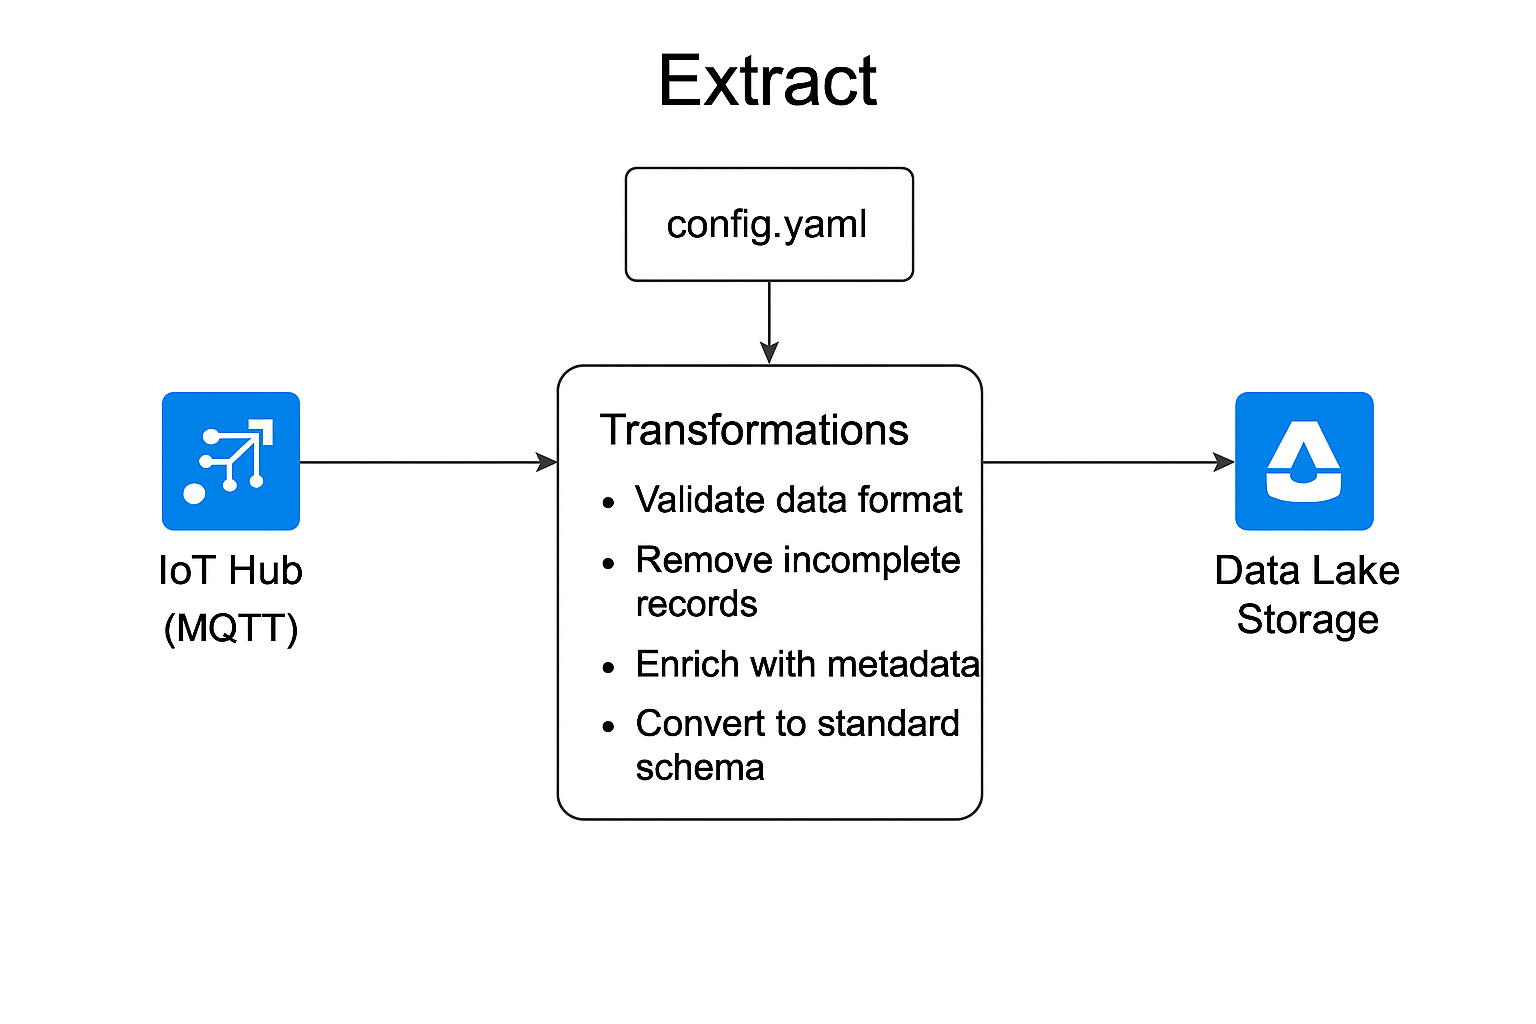 Extract
config.yaml
Transformations
• Validate data format
• Remove incomplete
records
• Enrich with metadata
• Convert to standard
schema
IoT Hub
(MQTT)
Data Lake
Storage